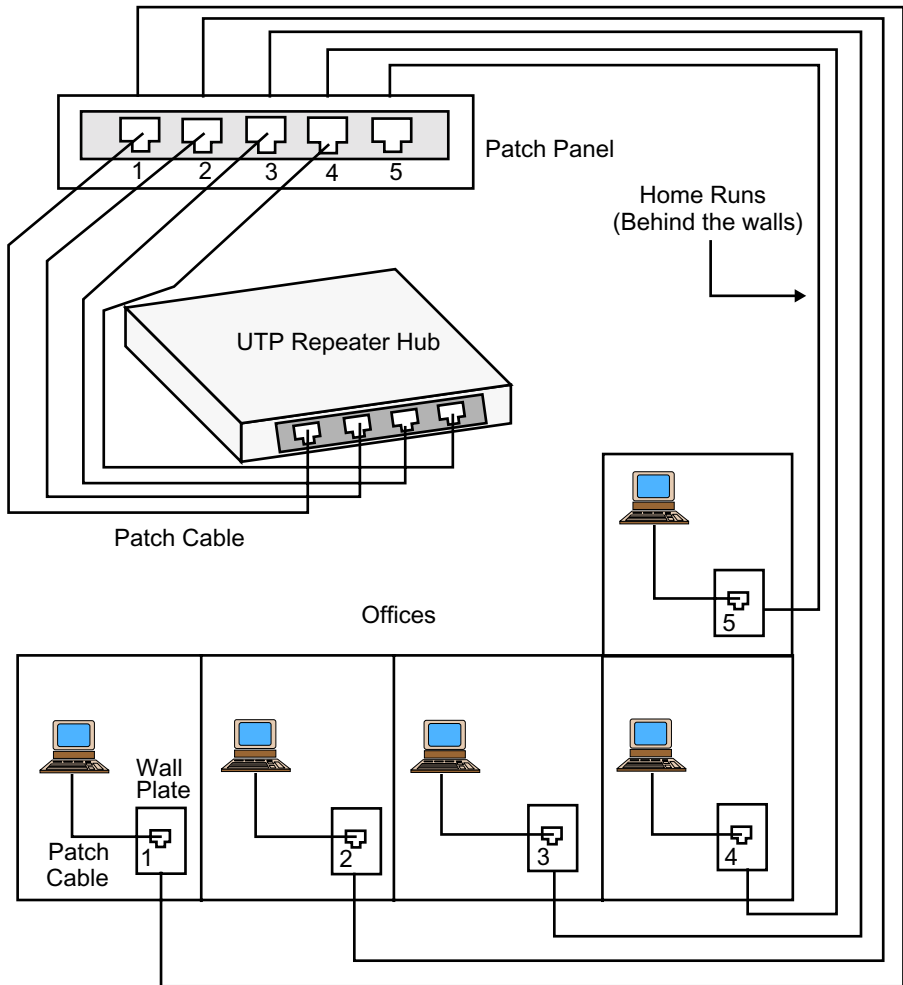 1 2 3 4 5
Patch Panel
Home Runs
(Behind the walls)
UTP Repeater Hub
Patch Cable
5
Offices
Wall
Plate
1
Patch
Cable
2
3
4